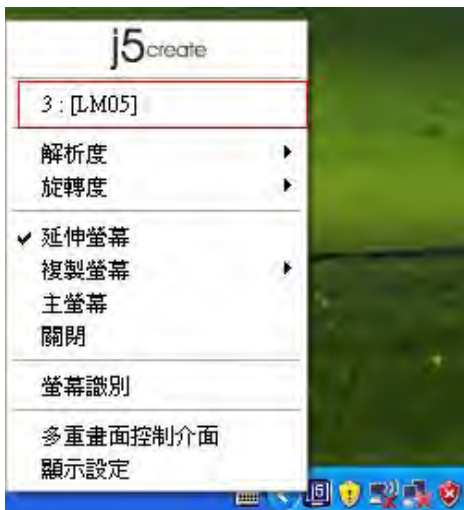 j5create
3 : [LM05]
解析度
旋轉度
延伸螢幕
複製螢幕
主螢幕
關閉
螢幕識別
多重畫面控制介面
顯示設定
j5